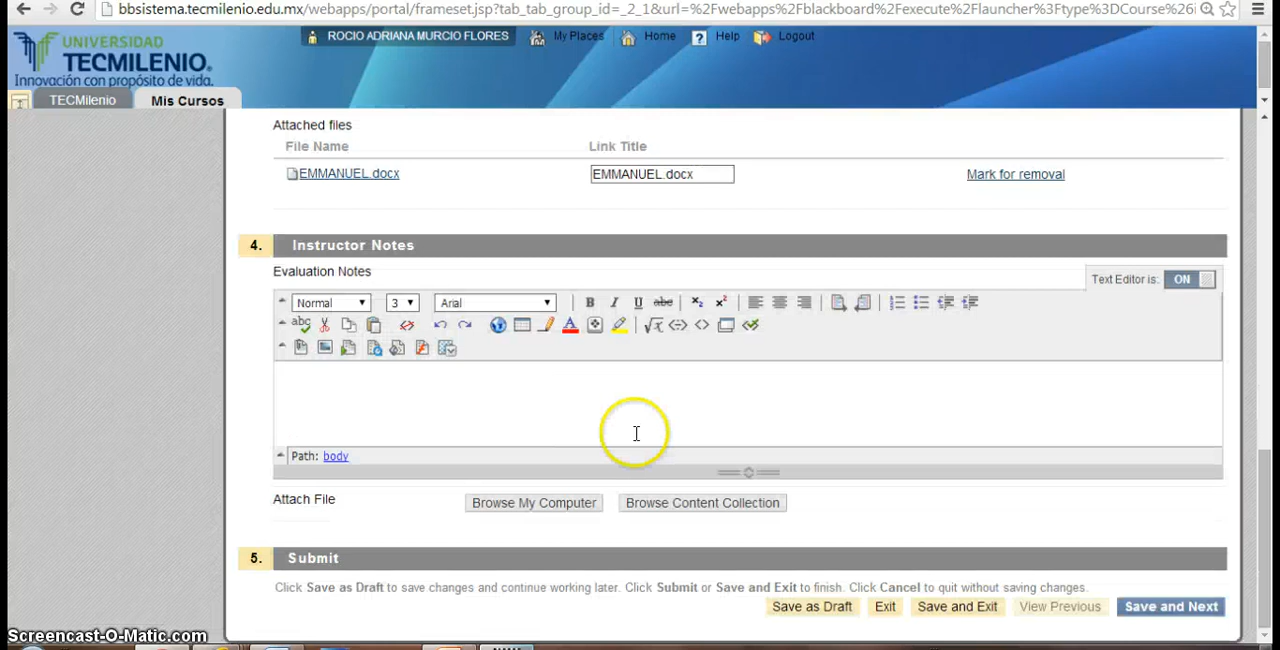 bbsistema.tecmilenio.edu.mx/webapps/portal/frameset.jsp?tab_tab_group_id=_2_1&url=%2Fwebapps%2Fblackboard%2Fexecute%2Flauncher%3Ftype%3DCourse%26i
UNIVERSIDAD
TECMILENIO
Innovación con propósito de vida.
ROCIO ADRIANA MURCIO FLORES My Places Home Help Logout
TECMilenio Mis Cursos
Attached files
File Name Link Title
EMMANUEL.docx EMMANUEL.docx Mark for removal
4. Instructor Notes
Evaluation Notes
Text Editor is: ON
Normal 3 Arial B I U abc x₂ x²
abc
Path: body
Attach File Browse My Computer Browse Content Collection
5. Submit
Click Save as Draft to save changes and continue working later. Click Submit or Save and Exit to finish. Click Cancel to quit without saving changes.
Save as Draft Exit Save and Exit View Previous Save and Next
Screencast-O-Matic.com